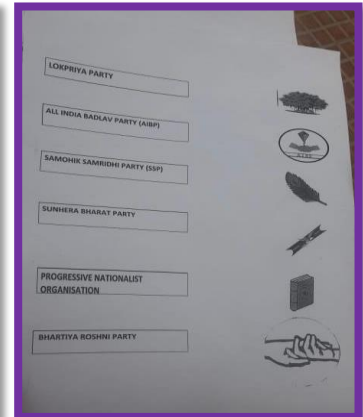 LOKPRIYA PARTY
ALL INDIA BADLAV PARTY (AIBP)
SAMOHIK SAMRIDHI PARTY (SSP)
SUNHERA BHARAT PARTY
PROGRESSIVE NATIONALIST
ORGANISATION
BHARTIYA ROSHNI PARTY